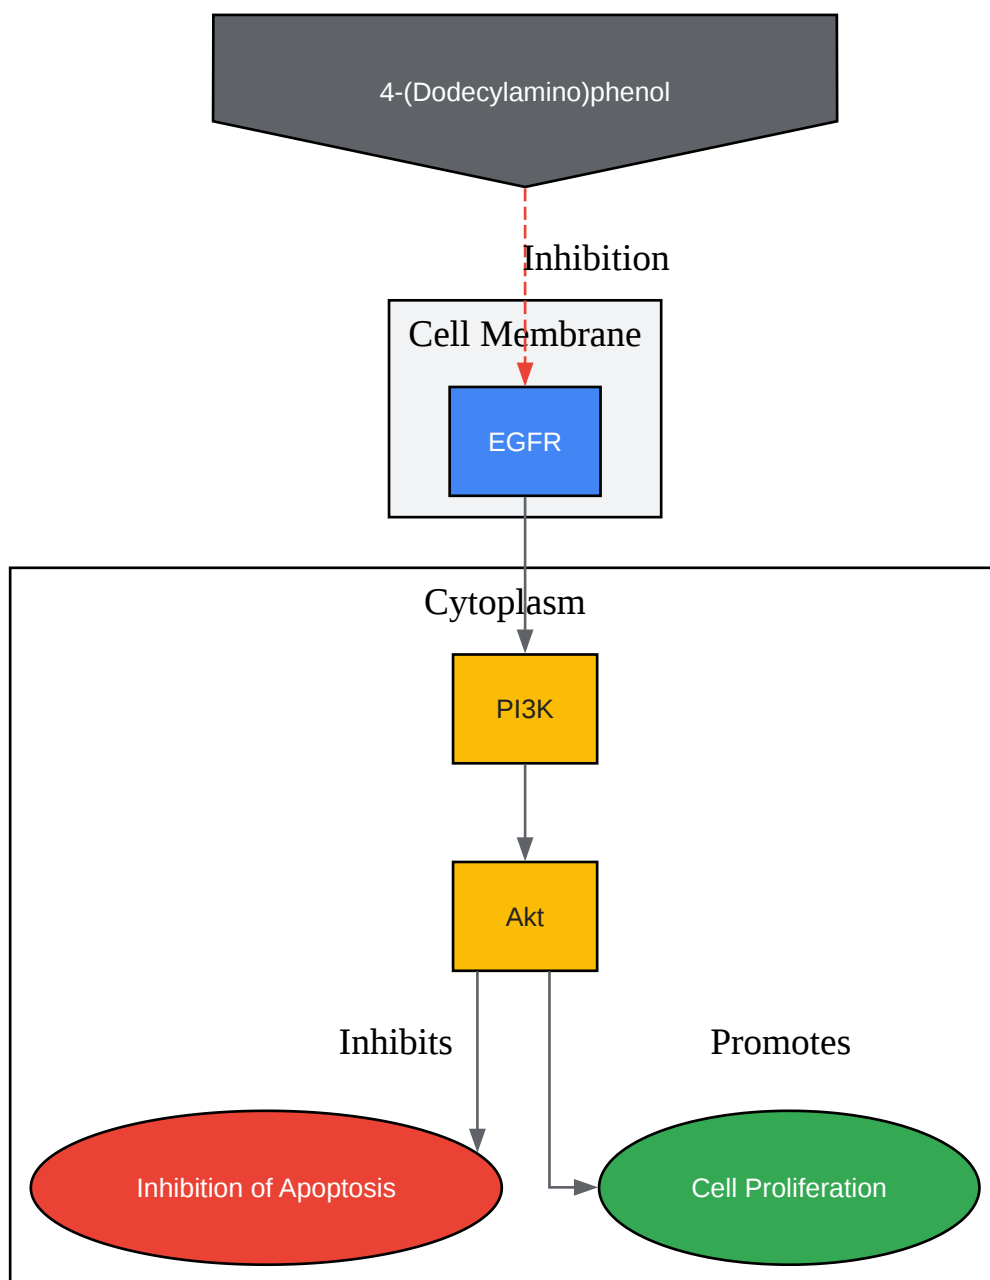 4-(Dodecylamino)phenol
Inhibition
Cell Membrane
EGFR
Cytoplasm
PI3K
Akt
Inhibits
Promotes
Inhibition of Apoptosis
Cell Proliferation